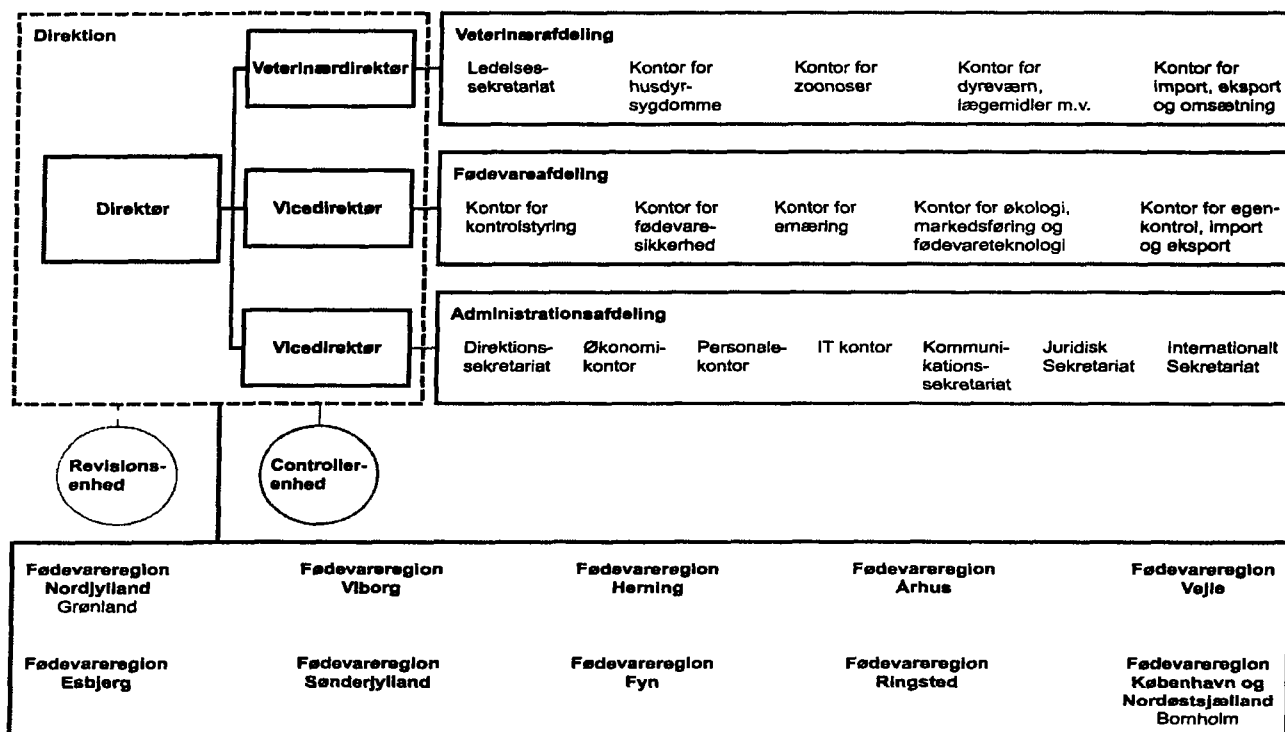 Direktion
Veterinærdirektør
Direktør
Vicedirektør
Vicedirektør
Veterinærafdeling
Ledelses-
sekretariat
Kontor for
husdyr-
sygdomme
Kontor for
zoonoser
Kontor for
dyreværn,
lægemidler m.v.
Kontor for
import, eksport
og omsætning
Fødevareafdeling
Kontor for
kontrolstyring
Kontor for
fødevare-
sikkerhed
Kontor for
ernæring
Kontor for økologi,
markedsføring og
fødevareteknologi
Kontor for egen-
kontrol, import
og eksport
Administrationsafdeling
Direktions-
sekretariat
Økonomi-
kontor
Personale-
kontor
IT kontor
Kommuni-
kations-
sekretariat
Juridisk
Sekretariat
Internationalt
Sekretariat
Revisions-
enhed
Controller-
enhed
Fødevareregion
Nordjylland
Grønland
Fødevareregion
Viborg
Fødevareregion
Herning
Fødevareregion
Århus
Fødevareregion
Vejle
Fødevareregion
Esbjerg
Fødevareregion
Sønderjylland
Fødevareregion
Fyn
Fødevareregion
Ringsted
Fødevareregion
København og
Nordøstsjælland
Bornholm